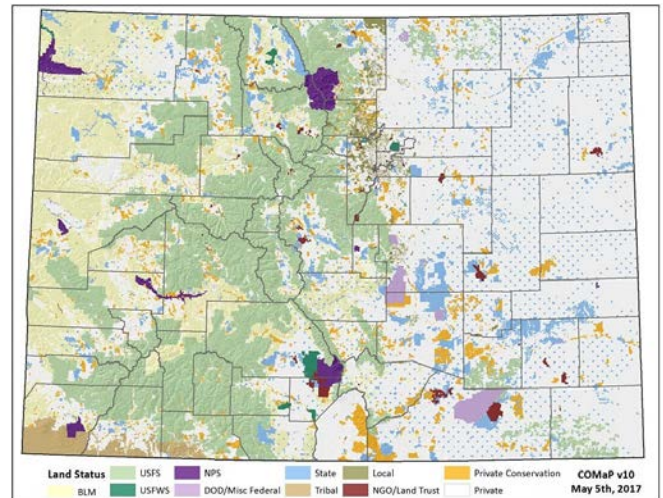 Land Status USFS NPS State Local Private Conservation COMaP v10
BLM USFWS DOD/Misc Federal Tribal NGO/Land Trust Private May 5th, 2017